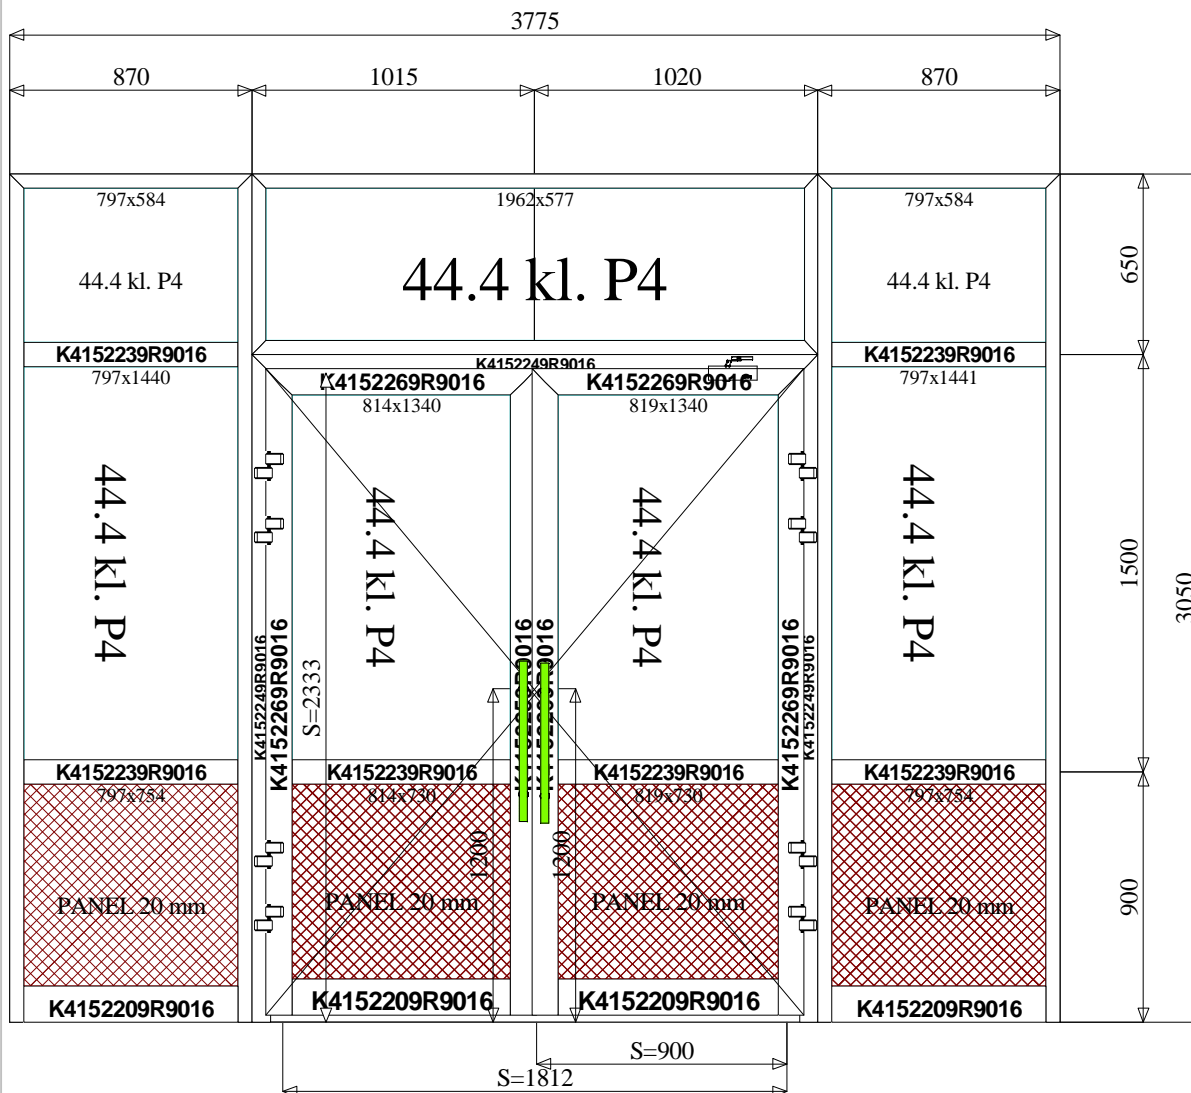 3775
870
1015
1020
870
797x584
1962x577
797x584
44.4 kl. P4
44.4 kl. P4
44.4 kl. P4
650
K4152239R9016
K4152249R9016
K4152239R9016
797x1440
K4152269R9016
K4152269R9016
797x1441
814x1340
819x1340
44.4 kl. P4
44.4 kl. P4
44.4 kl. P4
44.4 kl. P4
1500
3050
K4152249R9016
K4152269R9016
S=2333
K4152269R9016
K4152249R9016
K4152239R9016
K4152239R9016
K4152239R9016
K4152239R9016
797x754
814x730
819x730
797x754
1200
1200
900
PANEL 20 mm
PANEL 20 mm
PANEL 20 mm
PANEL 20 mm
K4152209R9016
K4152209R9016
K4152209R9016
K4152209R9016
S=900
S=1812